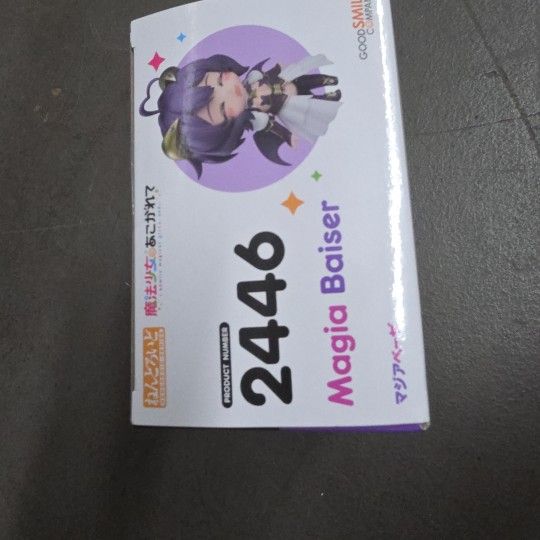 GOOD SMILE
COMPANY
ねんどろいど
魔法少女にあこがれて
PRODUCT NUMBER
2446
Magia Baiser
マジアベーゼ